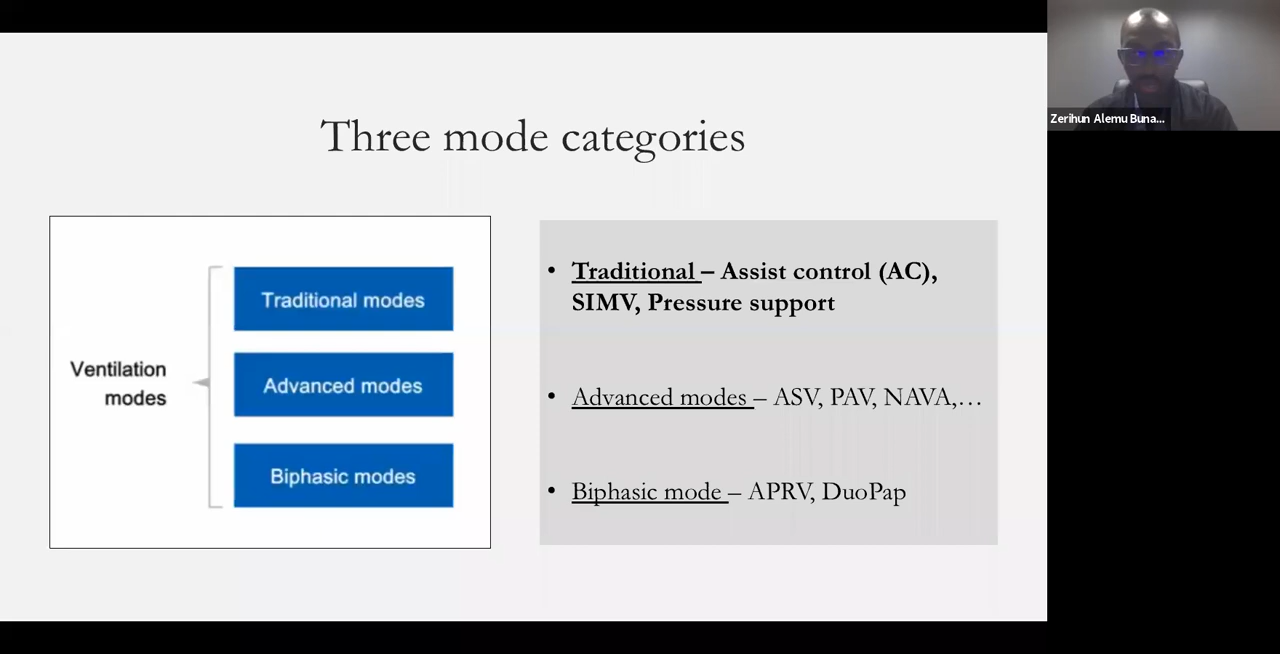 Three mode categories
Ventilation
modes
Traditional modes
Advanced modes
Biphasic modes
• Traditional – Assist control (AC),
SIMV, Pressure support
• Advanced modes – ASV, PAV, NAVA,…
• Biphasic mode – APRV, DuoPap
Zerihun Alemu Buna...